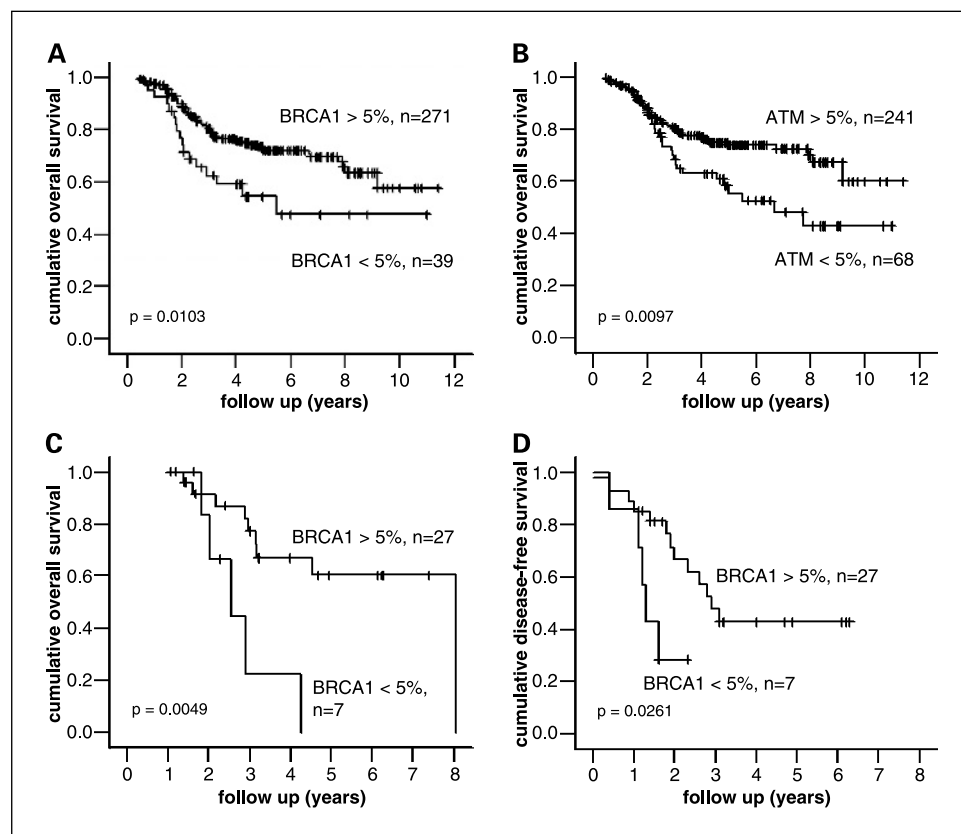 A
cumulative overall survival
1.0
0.8
0.6
0.4
0.2
0.0
BRCA1 > 5%, n=271
BRCA1 < 5%, n=39
p = 0.0103
0 2 4 6 8 10 12
follow up (years)
B
cumulative overall survival
1.0
0.8
0.6
0.4
0.2
0.0
ATM > 5%, n=241
ATM < 5%, n=68
p = 0.0097
0 2 4 6 8 10 12
follow up (years)
C
cumulative overall survival
1.0
0.8
0.6
0.4
0.2
0.0
BRCA1 > 5%, n=27
BRCA1 < 5%,
n=7
p = 0.0049
0 1 2 3 4 5 6 7 8
follow up (years)
D
cumulative disease-free survival
1.0
0.8
0.6
0.4
0.2
0.0
BRCA1 > 5%, n=27
BRCA1 < 5%, n=7
p = 0.0261
0 1 2 3 4 5 6 7 8
follow up (years)